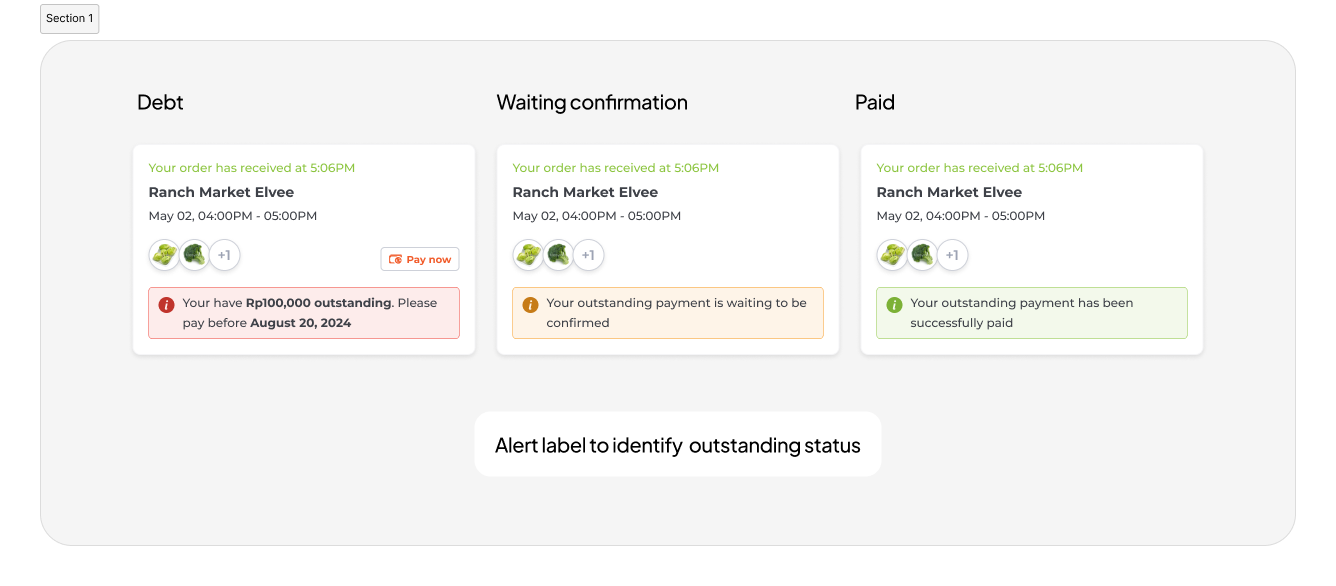 Section 1
Debt
Your order has received at 5:06PM
Ranch Market Elvee
May 02, 04:00PM - 05:00PM
+1
Pay now
Your have Rp100,000 outstanding. Please
pay before August 20, 2024
Waiting confirmation
Your order has received at 5:06PM
Ranch Market Elvee
May 02, 04:00PM - 05:00PM
+1
Your outstanding payment is waiting to be
confirmed
Paid
Your order has received at 5:06PM
Ranch Market Elvee
May 02, 04:00PM - 05:00PM
+1
Your outstanding payment has been
successfully paid
Alert label to identify outstanding status